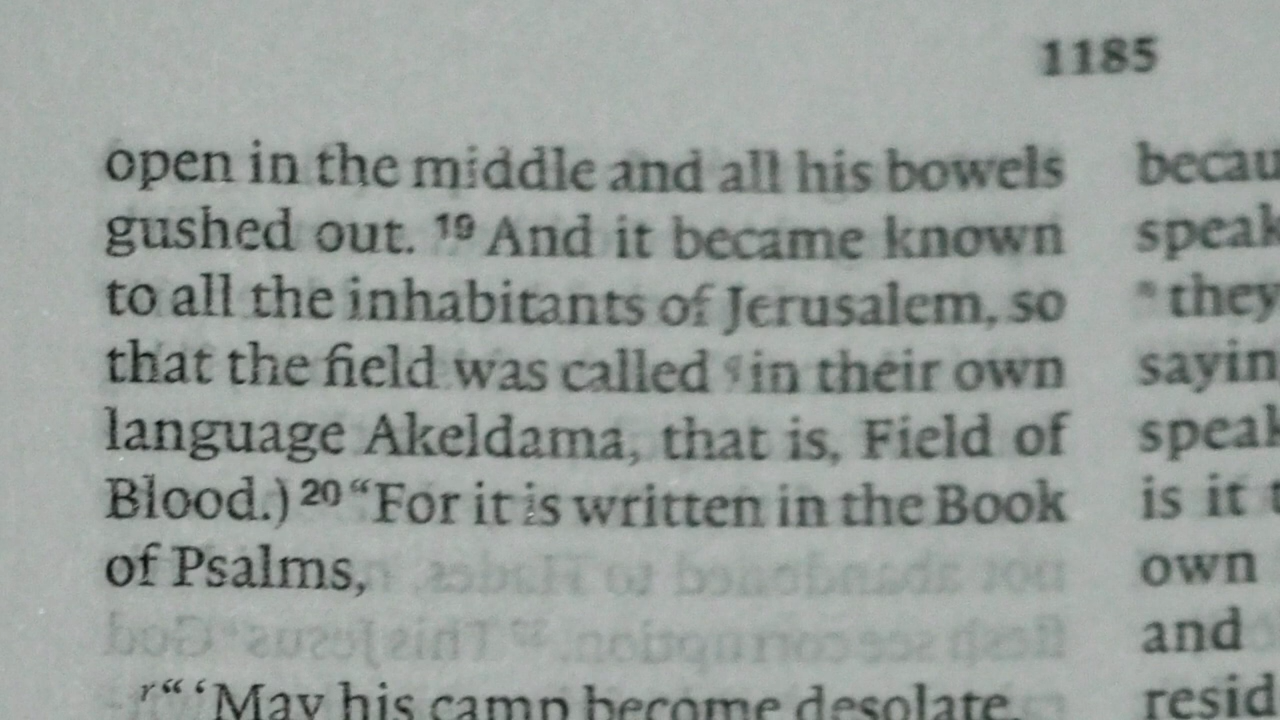 1185
open in the middle and all his bowels
gushed out. 19 And it became known
to all the inhabitants of Jerusalem, so
that the field was called q in their own
language Akeldama, that is, Field of
Blood.) 20 “For it is written in the Book
of Psalms,
r“ ‘May his camp become desolate,
becau
speak
they
sayin
speak
is it t
own
and
resid